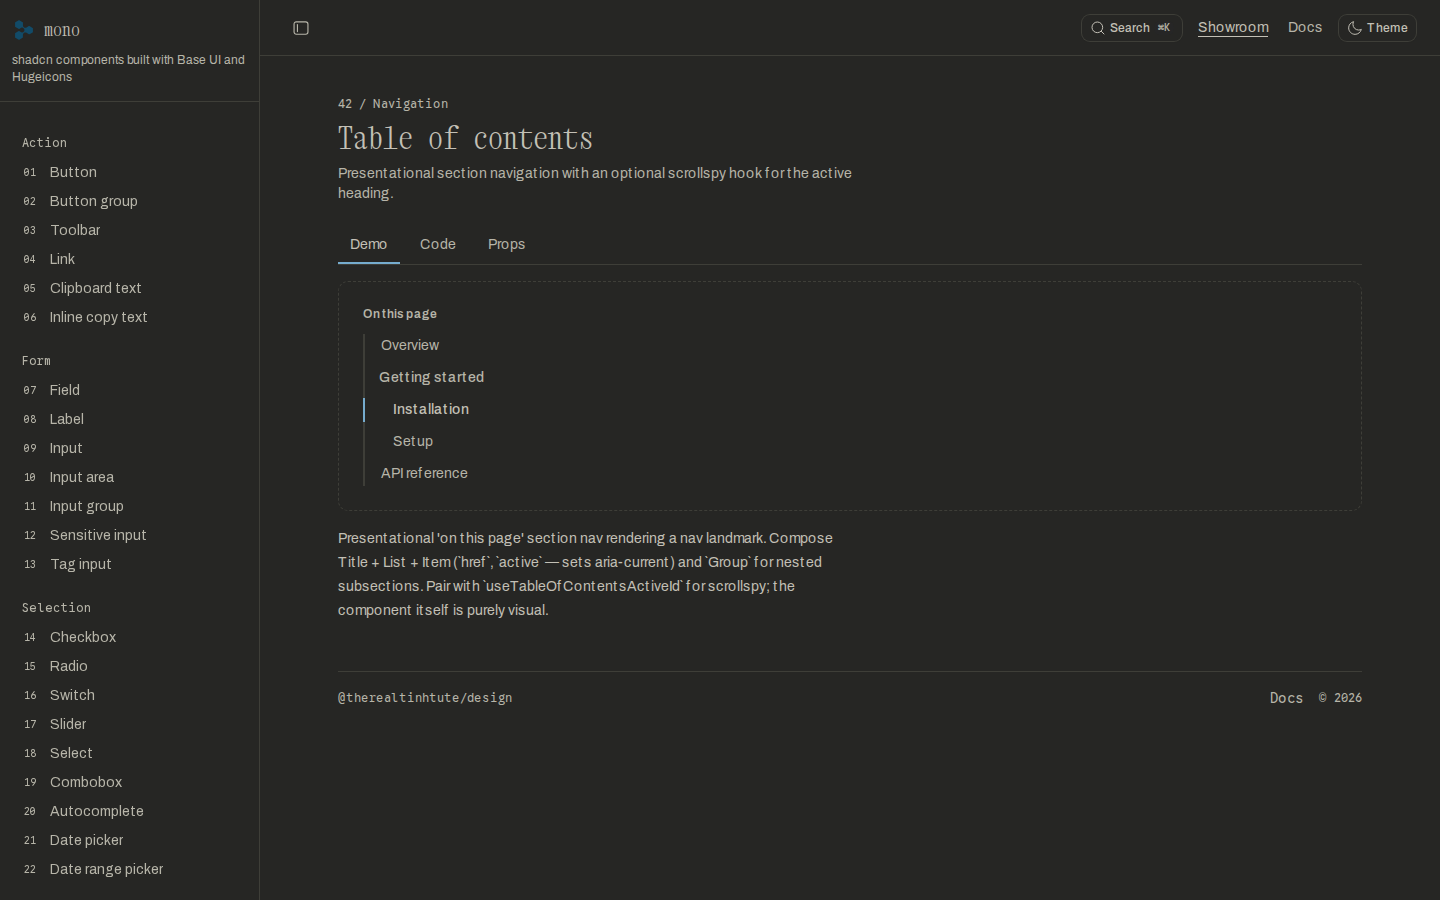 mono
shadcn components built with Base UI and
Hugeicons
Action
01 Button
02 Button group
03 Toolbar
04 Link
05 Clipboard text
06 Inline copy text
Form
07 Field
08 Label
09 Input
10 Input area
11 Input group
12 Sensitive input
13 Tag input
Selection
14 Checkbox
15 Radio
16 Switch
17 Slider
18 Select
19 Combobox
20 Autocomplete
21 Date picker
22 Date range picker
Search ⌘K
Showroom
Docs
Theme
42 / Navigation
Table of contents
Presentational section navigation with an optional scrollspy hook for the active
heading.
Demo Code Props
On this page
Overview
Getting started
Installation
Setup
API reference
Presentational 'on this page' section nav rendering a nav landmark. Compose
Title + List + Item (`href`, `active` — sets aria-current) and `Group` for nested
subsections. Pair with `useTableOfContentsActiveId` for scrollspy; the
component itself is purely visual.
@therealtinhtute/design
Docs © 2026